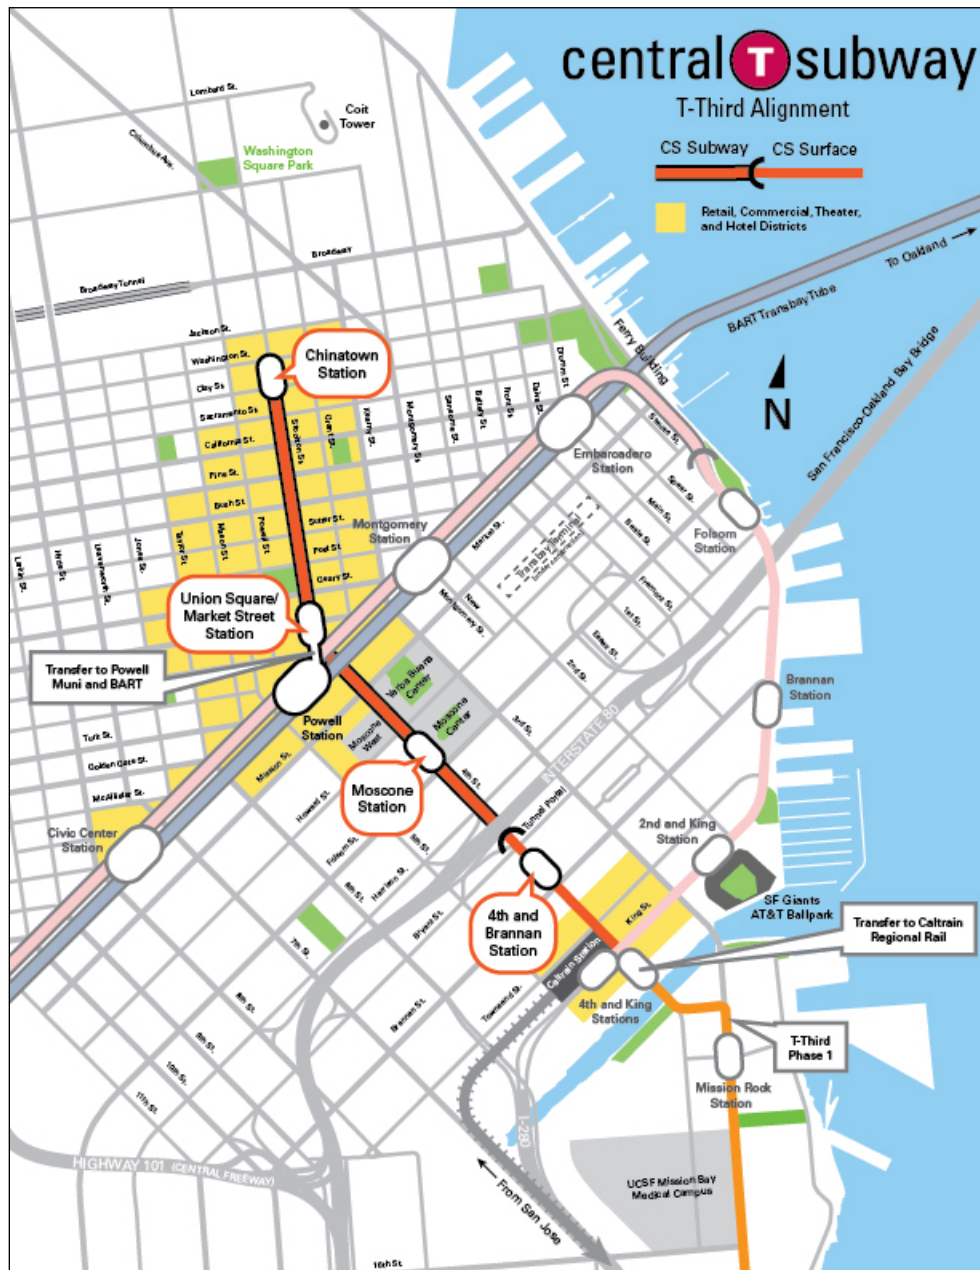 central T subway
T-Third Alignment
CS Subway
CS Surface
Retail, Commercial, Theater,
and Hotel Districts
Lombard St.
Coit
Tower
Columbus Ave.
Washington
Square Park
Broadway
Broadway Tunnel
To Oakland
BART Transbay Tube
Ferry Building
San Francisco-Oakland Bay Bridge
N
Jackson St.
Washington St.
Clay St.
Sacramento St.
California St.
Pine St.
Bush St.
Sutter St.
Post St.
Geary St.
Chinatown
Station
Stockton St.
Grant St.
Kearny St.
Montgomery St.
Sansome St.
Battery St.
Front St.
Davis St.
Drumm St.
Larkin St.
Hyde St.
Leavenworth St.
Jones St.
Taylor St.
Mason St.
Powell St.
Embarcadero
Station
Steuart St.
Spear St.
Main St.
Beale St.
Fremont St.
1st St.
Essex St.
2nd St.
3rd St.
Folsom
Station
Montgomery
Station
Market St.
Transbay Terminal
(under construction)
New
Montgomery St.
Union Square/
Market Street
Station
Transfer to Powell
Muni and BART
Powell
Station
Yerba Buena
Center
Moscone
Center
Moscone
West
Moscone
Station
4th St.
Brannan
Station
INTERSTATE 80
Turk St.
Golden Gate St.
McAllister St.
Mission St.
Howard St.
Folsom St.
Harrison St.
Bryant St.
Brannan St.
Townsend St.
5th St.
6th St.
7th St.
8th St.
9th St.
10th St.
11th St.
Civic Center
Station
Tunnel Portal
2nd and King
Station
SF Giants
AT&T Ballpark
4th and
Brannan
Station
King St.
Caltrain Station
Transfer to Caltrain
Regional Rail
4th and King
Stations
T-Third
Phase 1
Mission Rock
Station
I-280
HIGHWAY 101 (CENTRAL FREEWAY)
From San Jose
UCSF Mission Bay
Medical Campus
16th St.